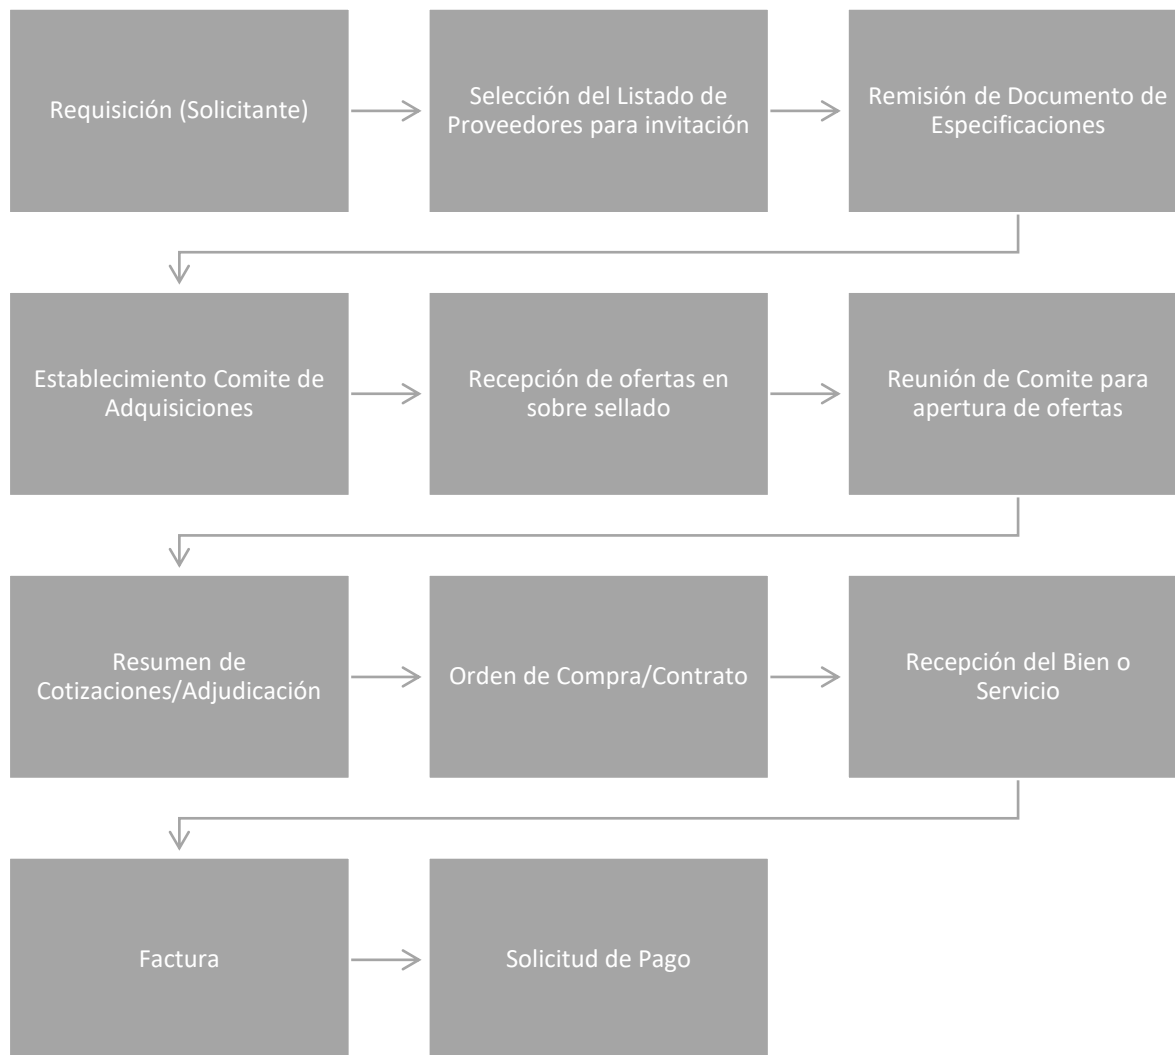 Requisición (Solicitante)
Selección del Listado de
Proveedores para invitación
Remisión de Documento de
Especificaciones
Establecimiento Comite de
Adquisiciones
Recepción de ofertas en
sobre sellado
Reunión de Comite para
apertura de ofertas
Resumen de
Cotizaciones/Adjudicación
Orden de Compra/Contrato
Recepción del Bien o
Servicio
Factura
Solicitud de Pago